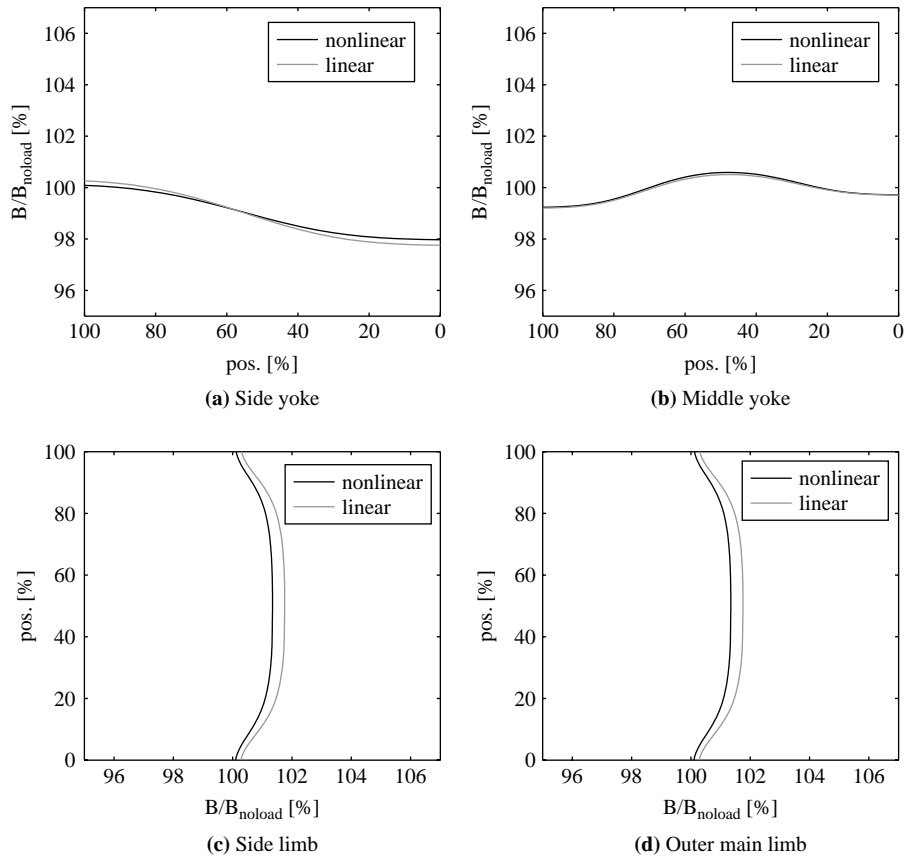 106
104
102
100
98
96
B/B_noload [%]
nonlinear
linear
100 80 60 40 20 0
pos. [%]
(a) Side yoke
106
104
102
100
98
96
B/B_noload [%]
nonlinear
linear
100 80 60 40 20 0
pos. [%]
(b) Middle yoke
100
80
60
40
20
0
pos. [%]
nonlinear
linear
96 98 100 102 104 106
B/B_noload [%]
(c) Side limb
100
80
60
40
20
0
pos. [%]
nonlinear
linear
96 98 100 102 104 106
B/B_noload [%]
(d) Outer main limb